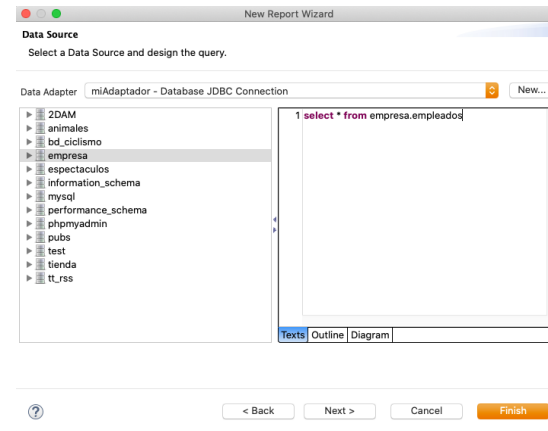 New Report Wizard
Data Source
Select a Data Source and design the query.
Data Adapter miAdaptador - Database JDBC Connection New...
2DAM
animales
bd_ciclismo
empresa
espectaculos
information_schema
mysql
performance_schema
phpmyadmin
pubs
test
tienda
tt_rss
1 select * from empresa.empleados
Texts Outline Diagram
? < Back Next > Cancel Finish